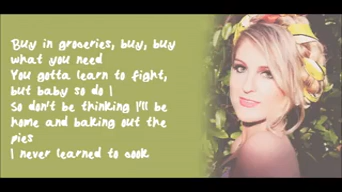 Buy in groceries, buy, buy
what you need
You gotta learn to fight,
but baby so do I
So don't be thinking I'll be
home and baking out the
pies
I never learned to cook